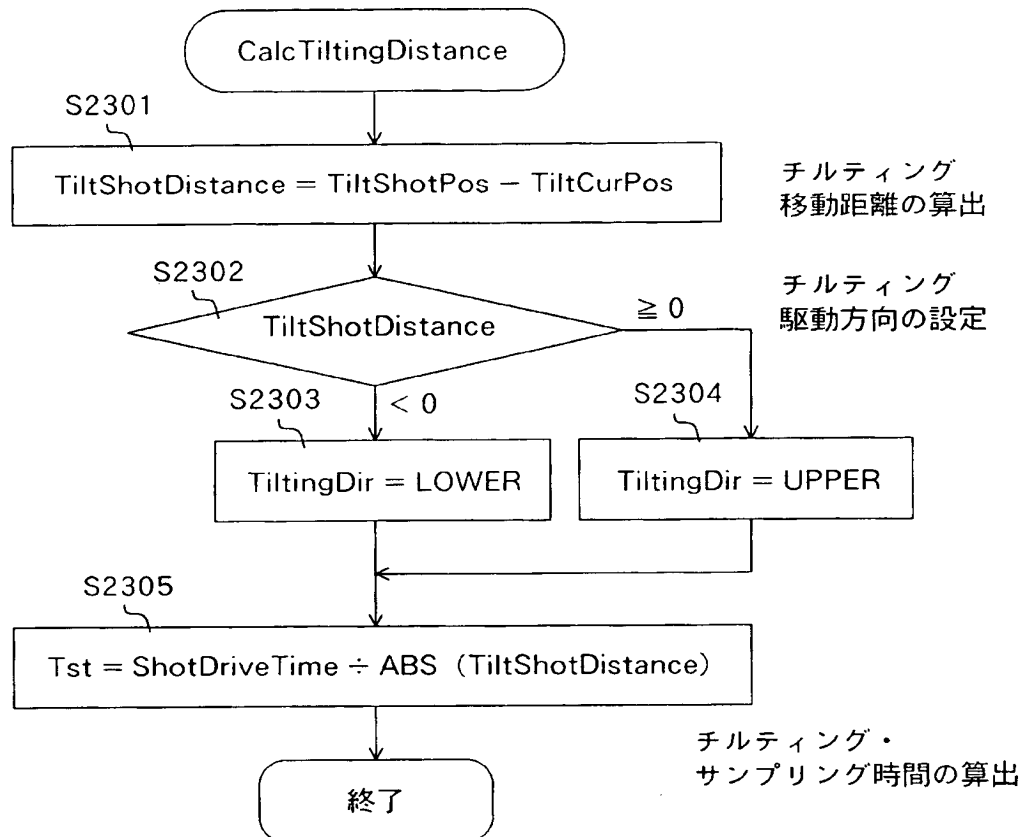 CalcTiltingDistance
S2301
TiltShotDistance = TiltShotPos − TiltCurPos
チルティング
移動距離の算出
S2302
TiltShotDistance
≧ 0
チルティング
駆動方向の設定
S2303
< 0
S2304
TiltingDir = LOWER
TiltingDir = UPPER
S2305
Tst = ShotDriveTime ÷ ABS (TiltShotDistance)
チルティング・
サンプリング時間の算出
終了